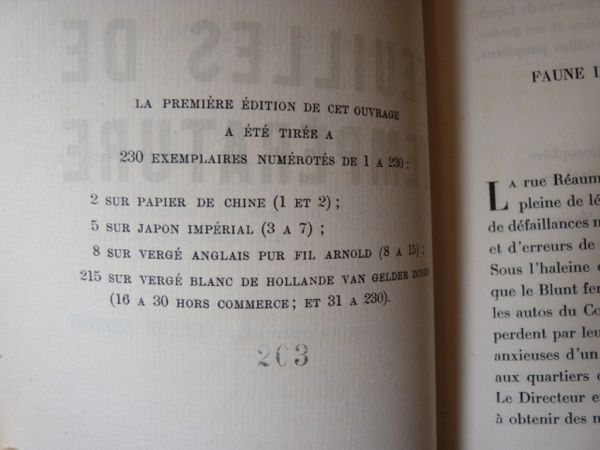 LA PREMIÈRE ÉDITION DE CET OUVRAGE
A ÉTÉ TIRÉE A
230 EXEMPLAIRES NUMÉROTÉS DE 1 A 230 :
2 SUR PAPIER DE CHINE (1 ET 2) ;
5 SUR JAPON IMPÉRIAL (3 A 7) ;
8 SUR VERGÉ ANGLAIS PUR FIL ARNOLD (8 A 15) ;
215 SUR VERGÉ BLANC DE HOLLANDE VAN GELDER ZONEN
(16 A 30 HORS COMMERCE ; ET 31 A 230).
203
FAUNE
LA rue Réaum
pleine de lé
de défaillances
et d'erreurs de
Sous l'haleine
que le Blunt fer
les autos du Co
perdent par leu
anxieuses d'un
aux quartiers
Le Directeur e
à obtenir des
FEUILLES DE
TEMPÉRATURE